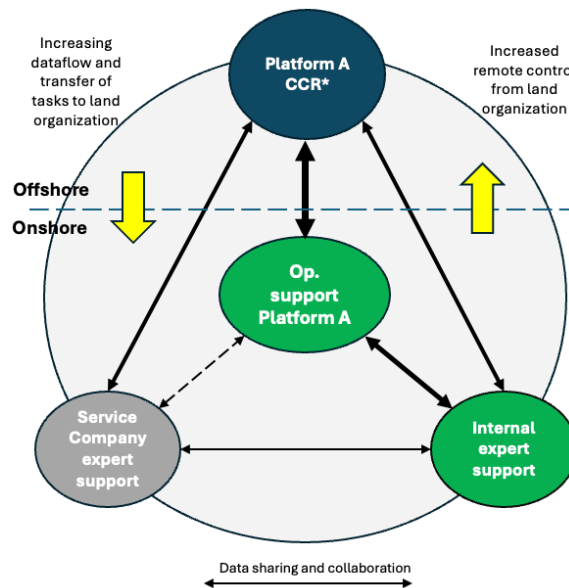 Increasing
dataflow and
transfer of
tasks to land
organization
Platform A
CCR*
Increased
remote control
from land
organization
Offshore
Onshore
Op.
support
Platform A
Service
Company
expert
support
Internal
expert
support
Data sharing and collaboration